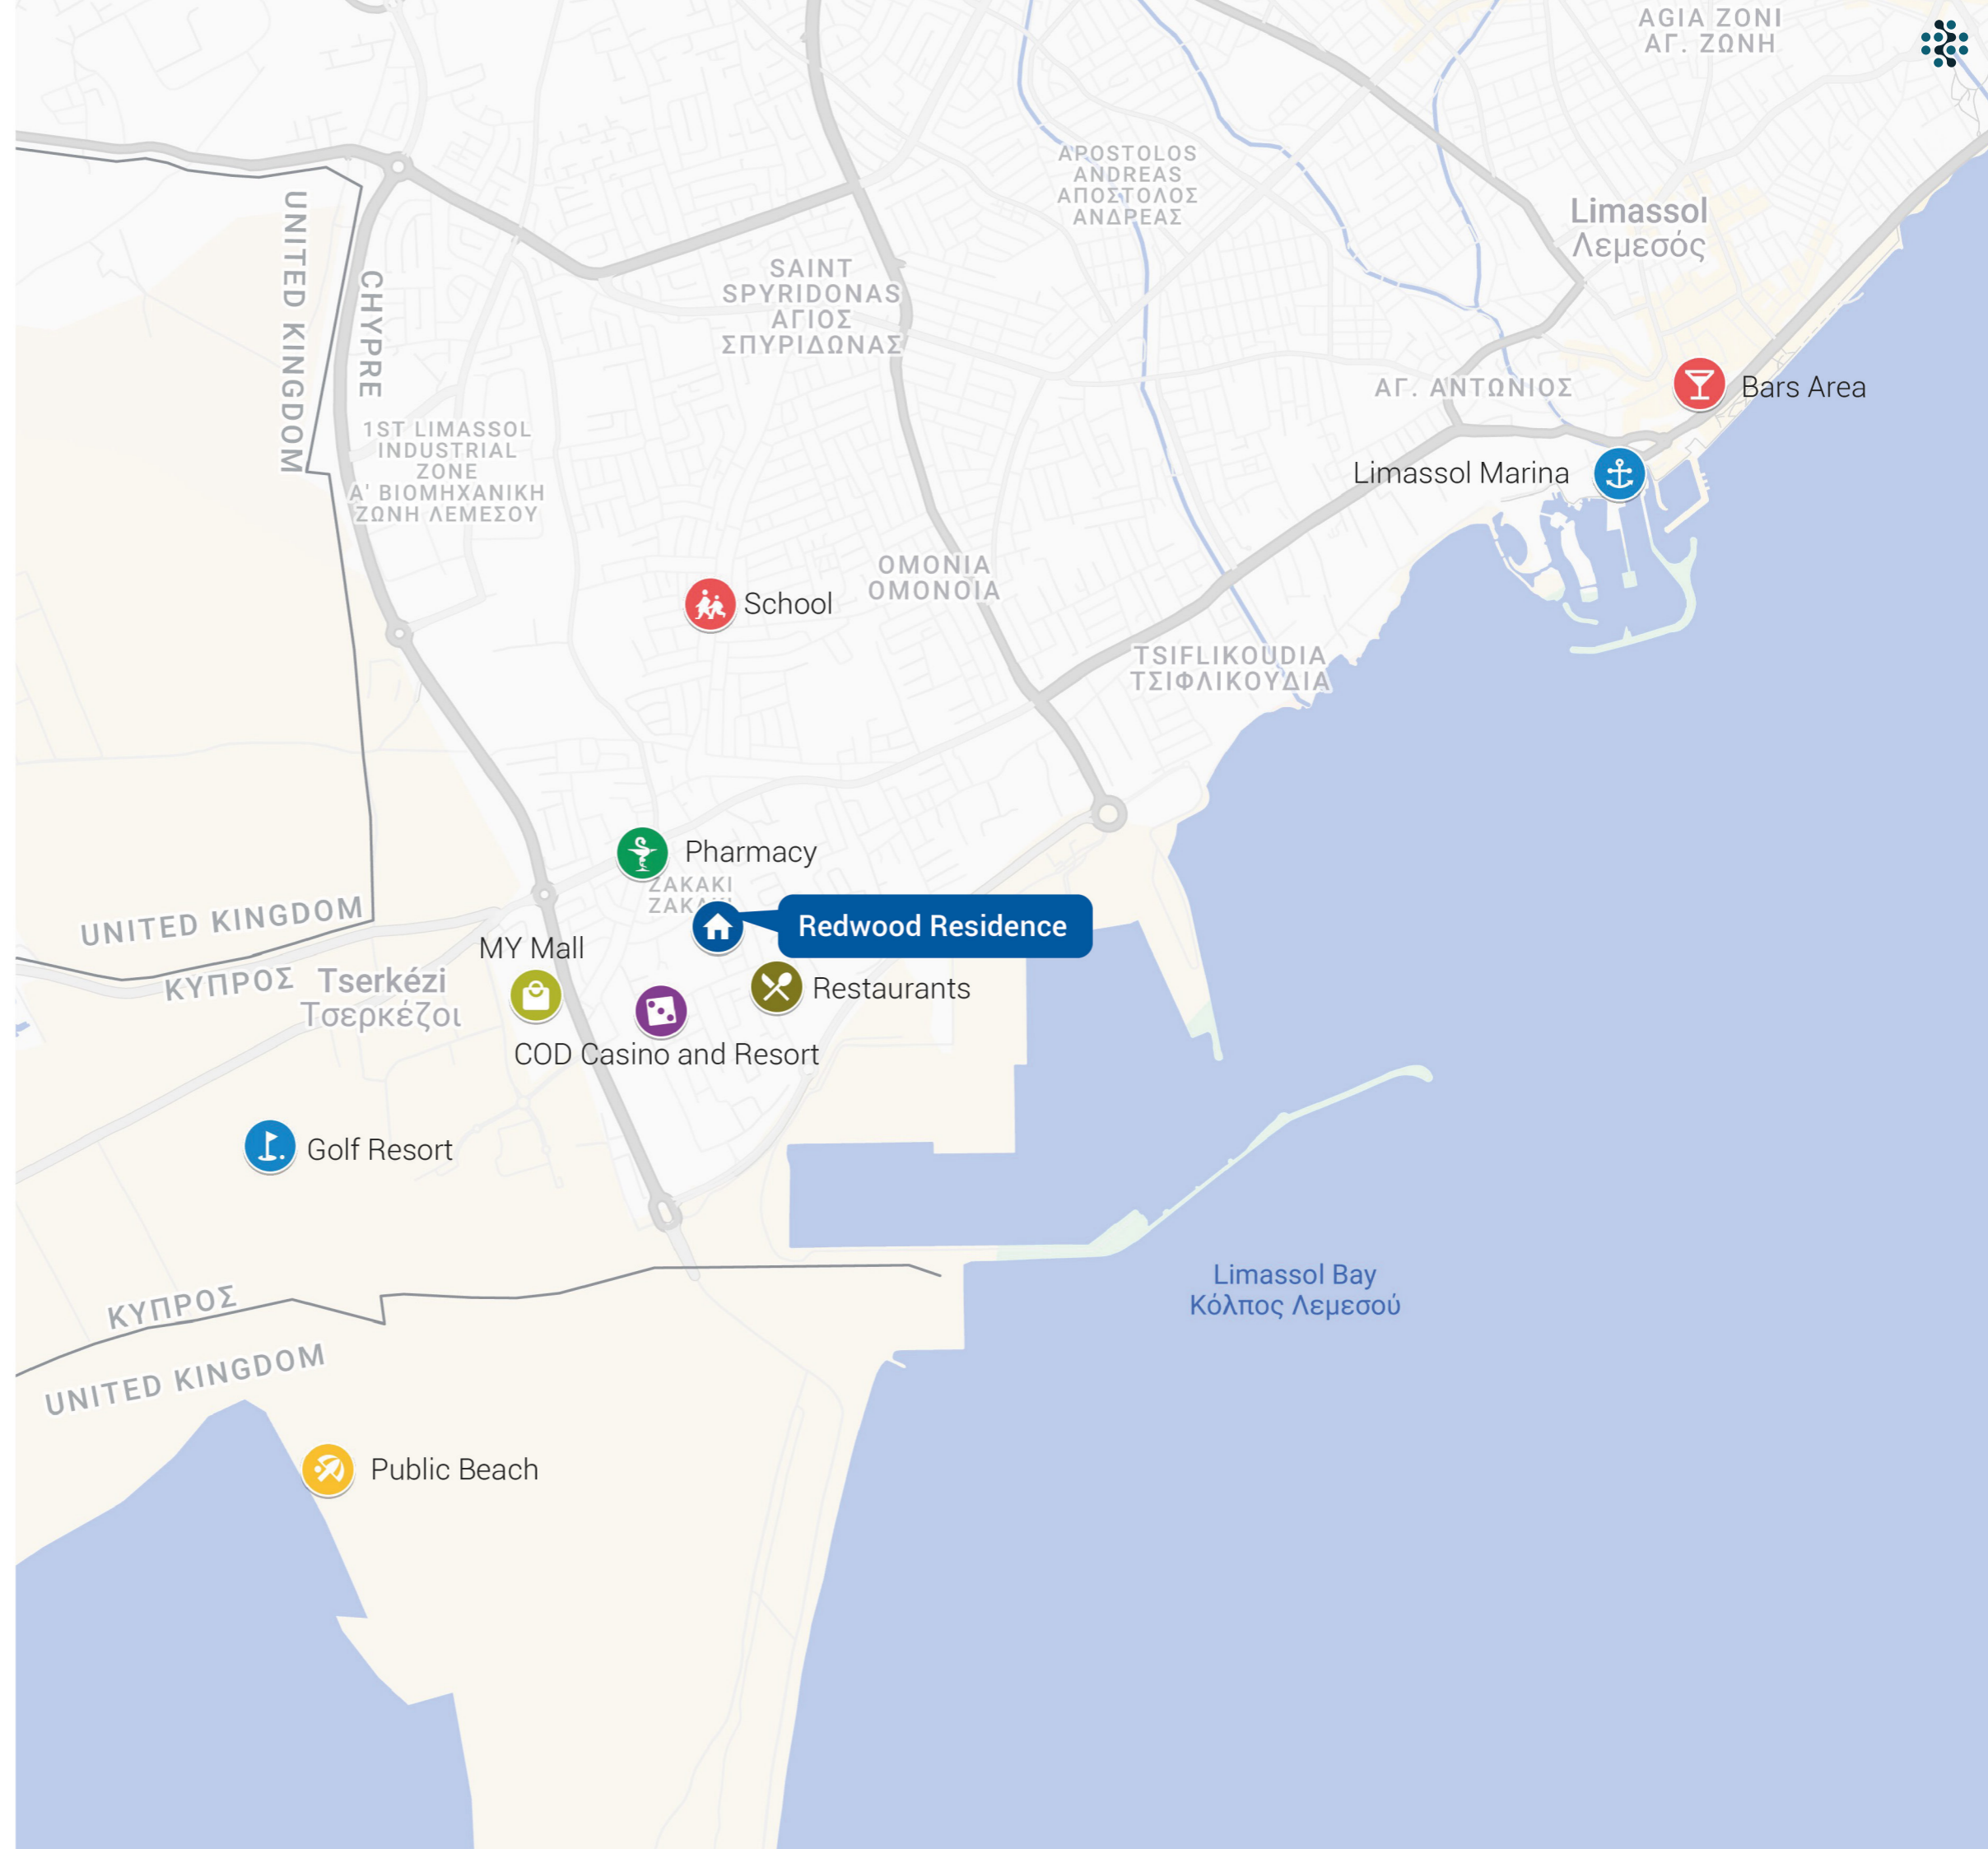 AGIA ZONI
ΑΓ. ΖΩΝΗ
APOSTOLOS
ANDREAS
ΑΠΟΣΤΟΛΟΣ
ΑΝΔΡΕΑΣ
Limassol
Λεμεσός
UNITED KINGDOM
CHYPRE
SAINT
SPYRIDONAS
ΑΓΙΟΣ
ΣΠΥΡΙΔΩΝΑΣ
ΑΓ. ΑΝΤΩΝΙΟΣ
Bars Area
1ST LIMASSOL
INDUSTRIAL
ZONE
Α' ΒΙΟΜΗΧΑΝΙΚΗ
ΖΩΝΗ ΛΕΜΕΣΟΥ
Limassol Marina
OMONIA
ΟΜΟΝΟΙΑ
School
TSIFLIKOUDIA
ΤΣΙΦΛΙΚΟΥΔΙΑ
Pharmacy
ZAKAKI
Redwood Residence
UNITED KINGDOM
MY Mall
ΚΥΠΡΟΣ
Tserkézi
Τσερκέζοι
Restaurants
COD Casino and Resort
Golf Resort
Limassol Bay
Κόλπος Λεμεσού
ΚΥΠΡΟΣ
UNITED KINGDOM
Public Beach